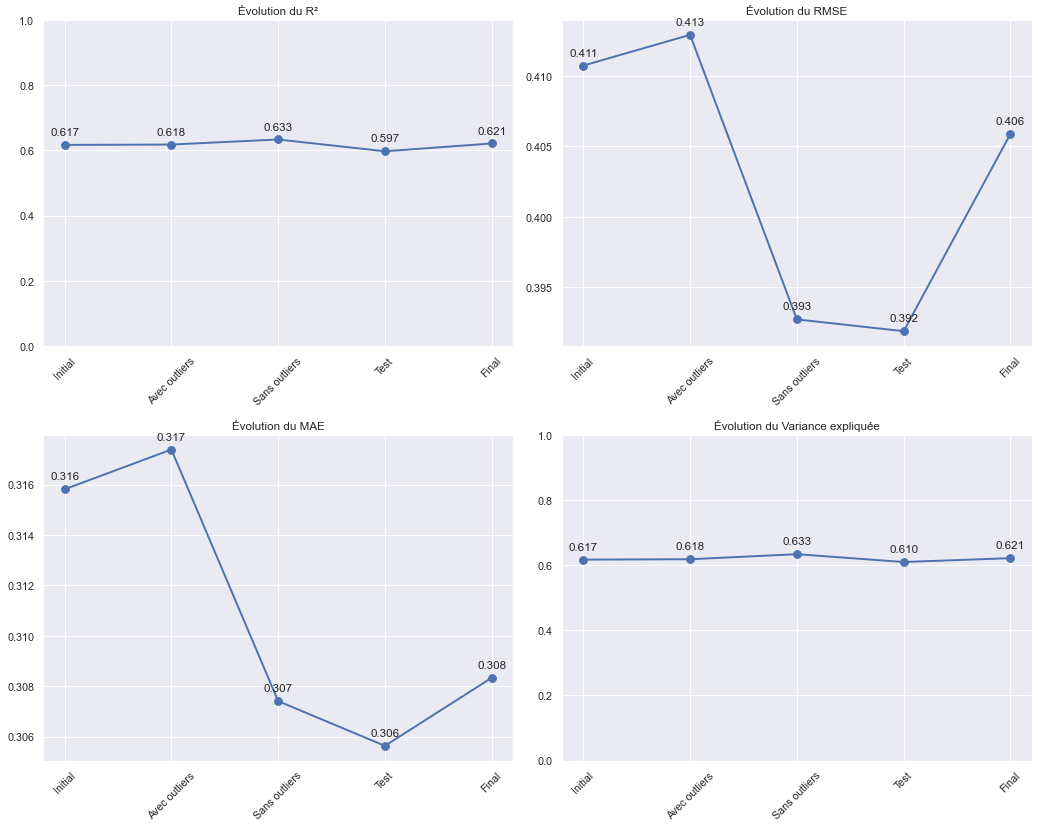 Évolution du R²
1.0
0.8
0.6
0.4
0.2
0.0
0.617
0.618
0.633
0.597
0.621
Initial
Avec outliers
Sans outliers
Test
Final
Évolution du RMSE
0.410
0.405
0.400
0.395
0.411
0.413
0.393
0.392
0.406
Initial
Avec outliers
Sans outliers
Test
Final
Évolution du MAE
0.316
0.314
0.312
0.310
0.308
0.306
0.316
0.317
0.307
0.306
0.308
Initial
Avec outliers
Sans outliers
Test
Final
Évolution du Variance expliquée
1.0
0.8
0.6
0.4
0.2
0.0
0.617
0.618
0.633
0.610
0.621
Initial
Avec outliers
Sans outliers
Test
Final